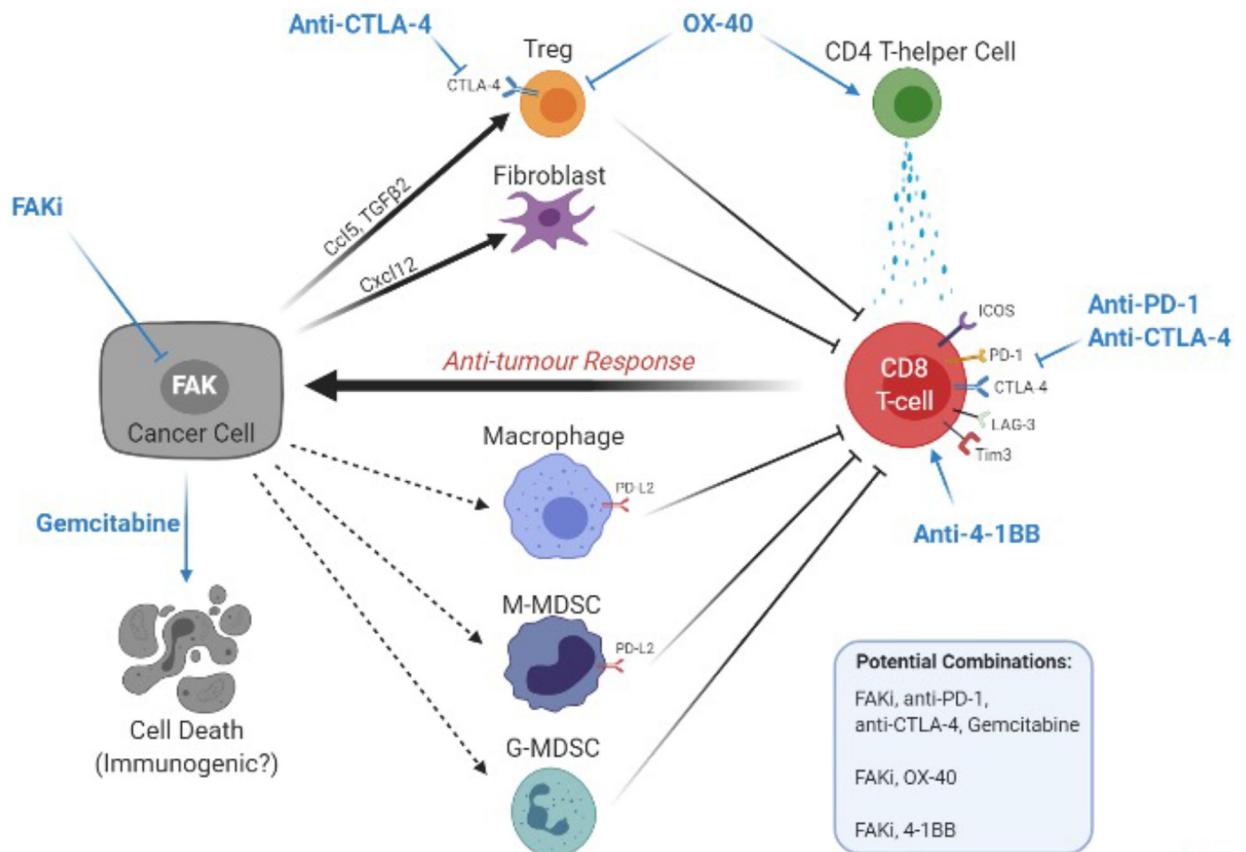 Anti-CTLA-4
OX-40
Treg
CD4 T-helper Cell
CTLA-4
Ccl5, TGFβ2
Fibroblast
FAKi
Cxcl12
ICOS
Anti-PD-1
Anti-CTLA-4
PD-1
CTLA-4
LAG-3
Tim3
CD8
T-cell
Anti-tumour Response
FAK
Cancer Cell
Macrophage
PD-L2
Gemcitabine
Anti-4-1BB
M-MDSC
PD-L2
Cell Death
(Immunogenic?)
G-MDSC
Potential Combinations:
FAKi, anti-PD-1,
anti-CTLA-4, Gemcitabine
FAKi, OX-40
FAKi, 4-1BB